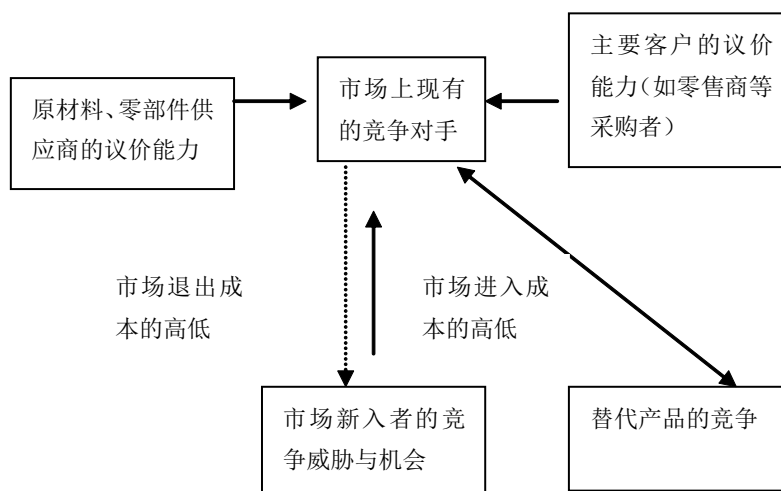 原材料、零部件供
应商的议价能力
市场上现有
的竞争对手
主要客户的议价
能力（如零售商等
采购者）
市场退出成
本的高低
市场进入成
本的高低
市场新入者的竞
争威胁与机会
替代产品的竞争